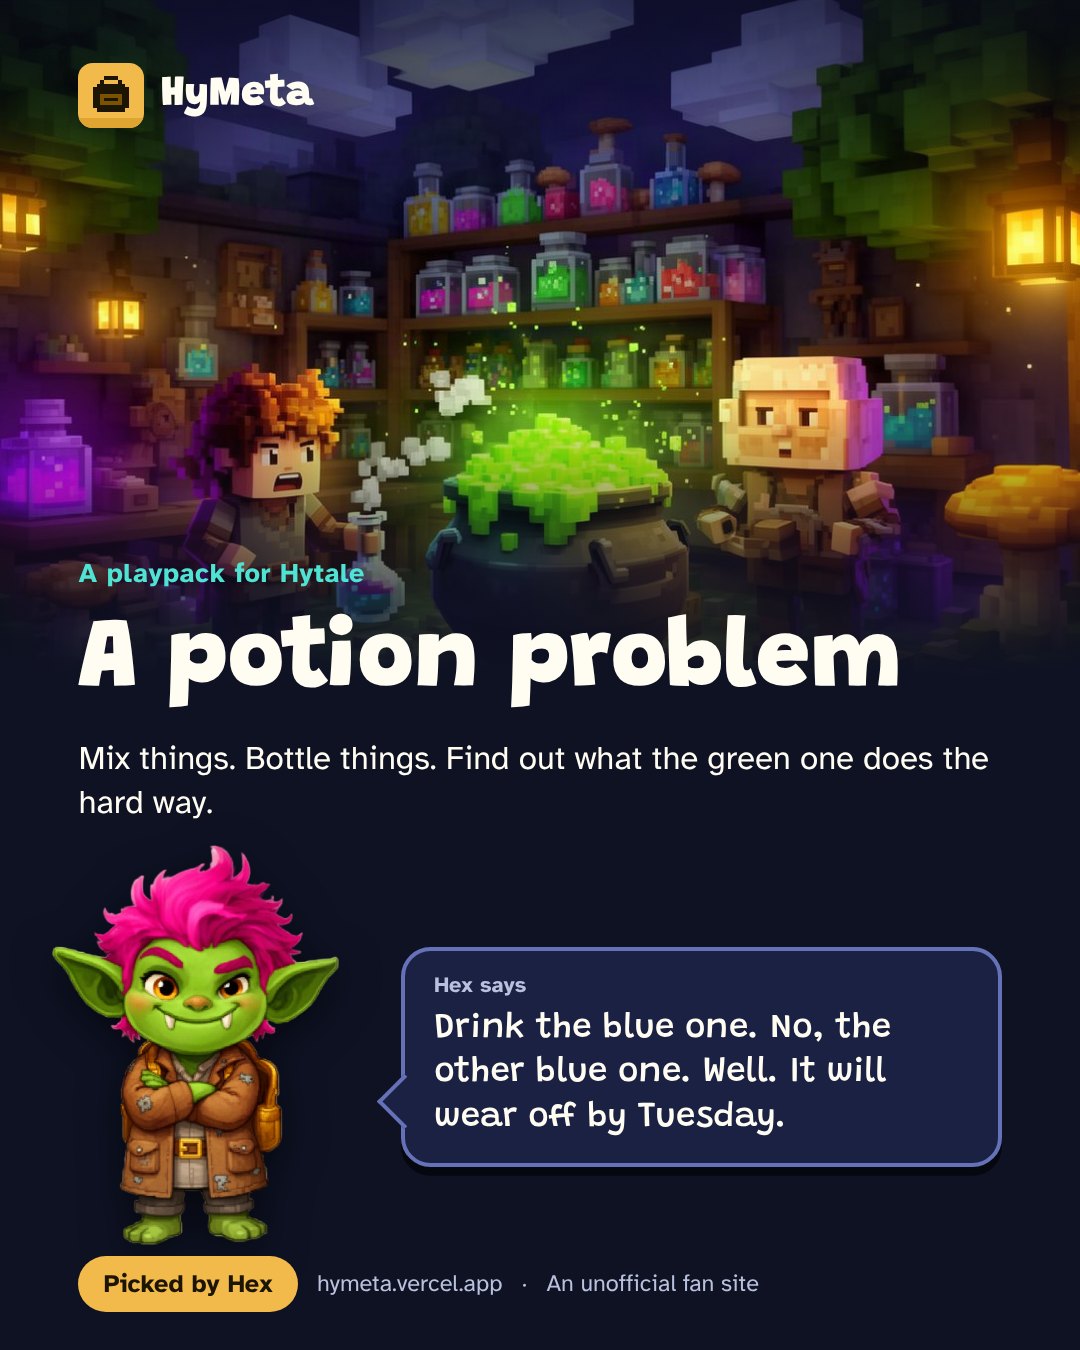 HyMeta
A playpack for Hytale
A potion problem
Mix things. Bottle things. Find out what the green one does the
hard way.
Hex says
Drink the blue one. No, the
other blue one. Well. It will
wear off by Tuesday.
Picked by Hex
hymeta.vercel.app · An unofficial fan site